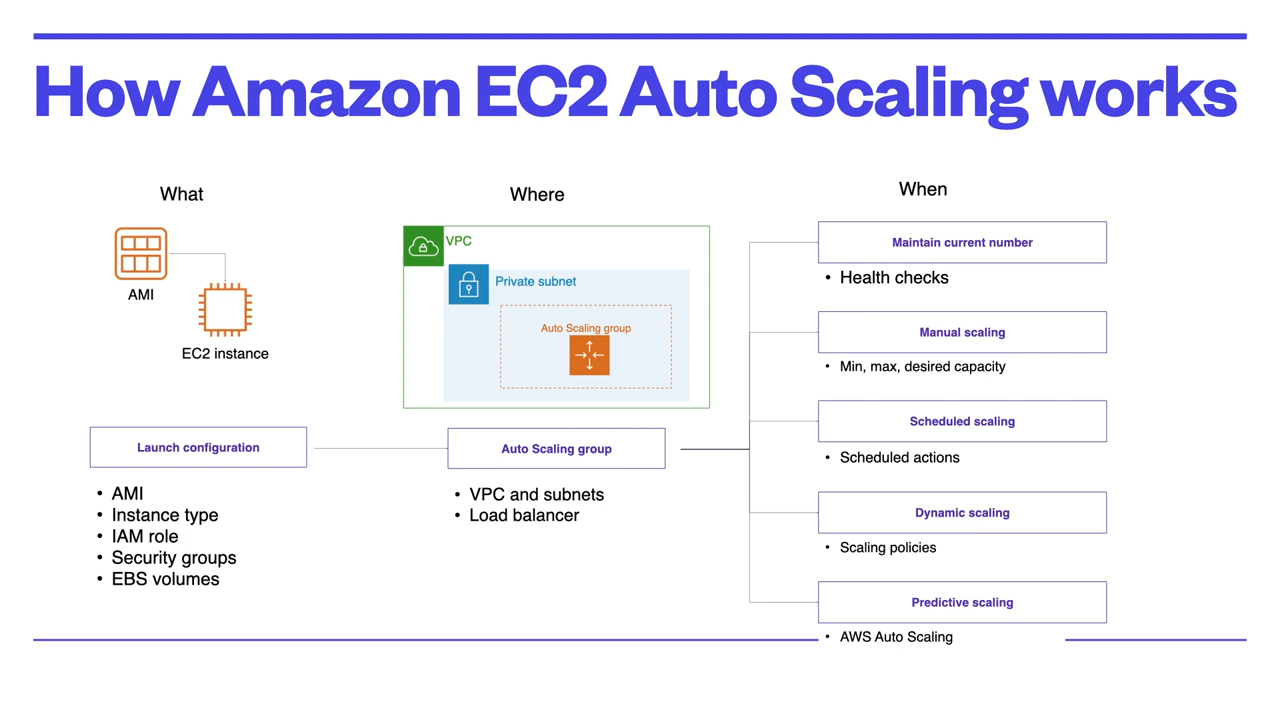 How Amazon EC2 Auto Scaling works
What
AMI
EC2 instance
Launch configuration
• AMI
• Instance type
• IAM role
• Security groups
• EBS volumes
Where
VPC
Private subnet
Auto Scaling group
Auto Scaling group
• VPC and subnets
• Load balancer
When
Maintain current number
• Health checks
Manual scaling
• Min, max, desired capacity
Scheduled scaling
• Scheduled actions
Dynamic scaling
• Scaling policies
Predictive scaling
• AWS Auto Scaling